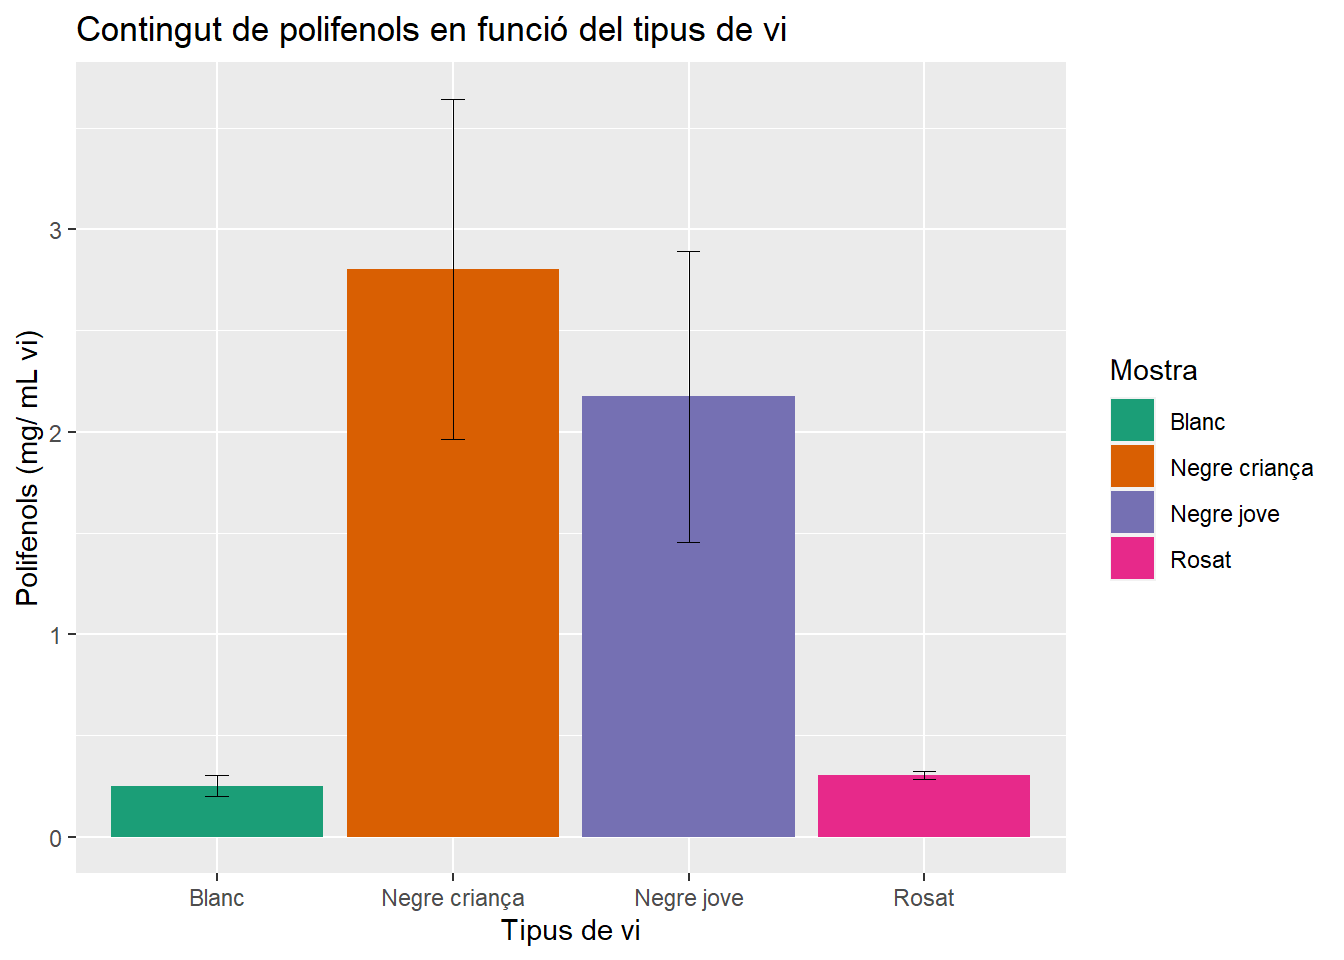 Contingut de polifenols en funció del tipus de vi
Polifenols (mg/ mL vi)
3
2
1
0
Blanc
Negre criança
Negre jove
Rosat
Tipus de vi
Mostra
Blanc
Negre criança
Negre jove
Rosat